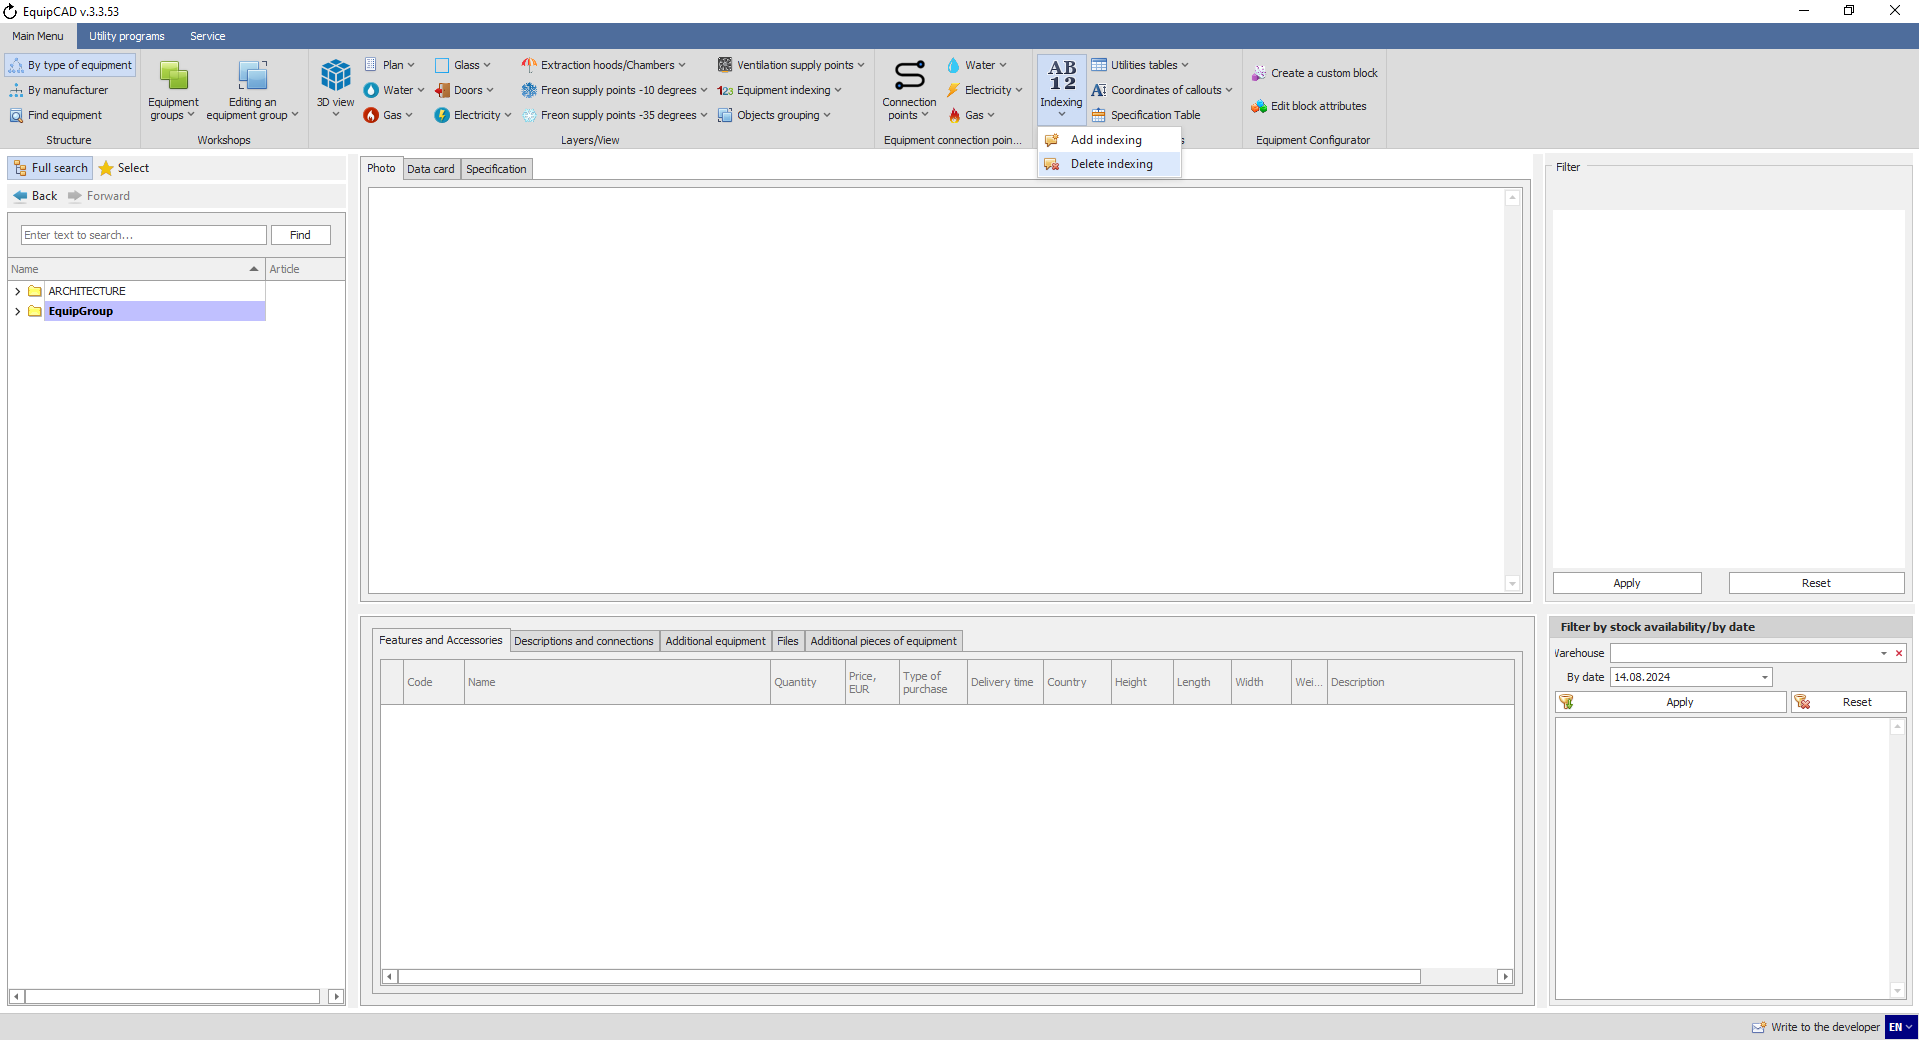 EquipCAD v.3.3.53
Main Menu
Utility programs
Service
By type of equipment
By manufacturer
Find equipment
Structure
Equipment
groups
Editing an
equipment group
Workshops
3D view
Plan
Water
Gas
Glass
Doors
Electricity
Extraction hoods/Chambers
Freon supply points -10 degrees
Freon supply points -35 degrees
Ventilation supply points
123 Equipment indexing
Objects grouping
Layers/View
Connection
points
Water
Electricity
Gas
Equipment connection poin...
AB
12
Indexing
Utilities tables
Coordinates of callouts
Specification Table
Add indexing
Delete indexing
Create a custom block
Edit block attributes
Equipment Configurator
Full search
Select
Back
Forward
Enter text to search...
Find
Name
Article
ARCHITECTURE
EquipGroup
Photo
Data card
Specification
Filter
Apply
Reset
Features and Accessories
Descriptions and connections
Additional equipment
Files
Additional pieces of equipment
Code
Name
Quantity
Price,
EUR
Type of
purchase
Delivery time
Country
Height
Length
Width
Wei...
Description
Filter by stock availability/by date
Warehouse
By date
14.08.2024
Apply
Reset
Write to the developer
EN